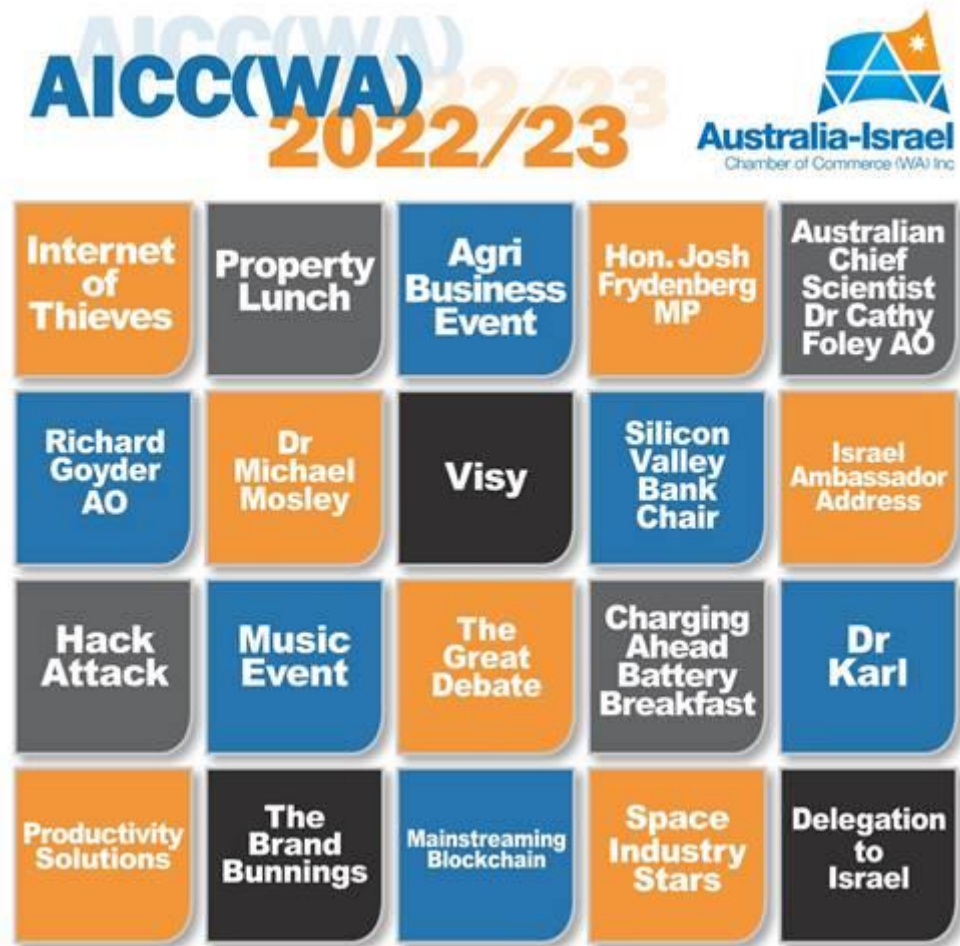 AICC(WA)
2022/23
Australia-Israel
Chamber of Commerce (WA) Inc
Internet
of
Thieves
Property
Lunch
Agri
Business
Event
Hon. Josh
Frydenberg
MP
Australian
Chief
Scientist
Dr Cathy
Foley AO
Richard
Goyder
AO
Dr
Michael
Mosley
Visy
Silicon
Valley
Bank
Chair
Israel
Ambassador
Address
Hack
Attack
Music
Event
The
Great
Debate
Charging
Ahead
Battery
Breakfast
Dr
Karl
Productivity
Solutions
The
Brand
Bunnings
Mainstreaming
Blockchain
Space
Industry
Stars
Delegation
to
Israel